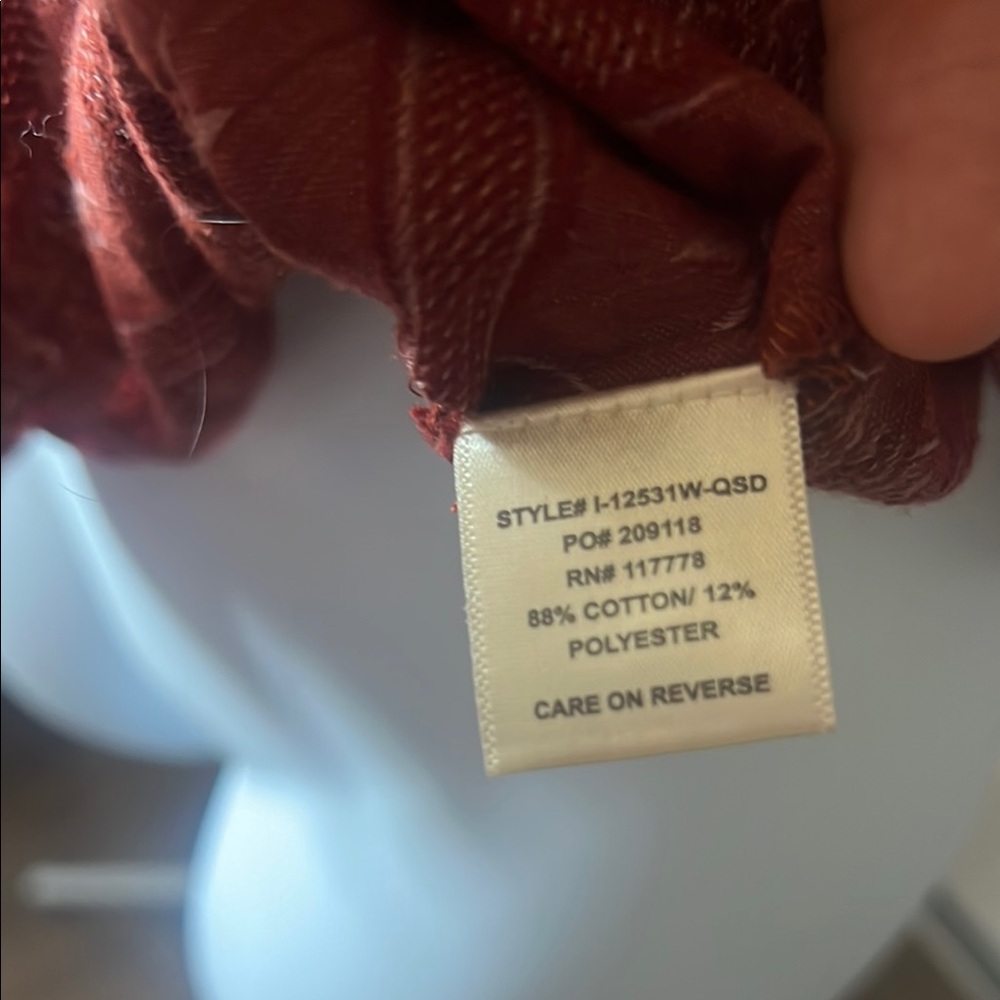 STYLE# I-12531W-QSD
PO# 209118
RN# 117778
88% COTTON/ 12%
POLYESTER
CARE ON REVERSE